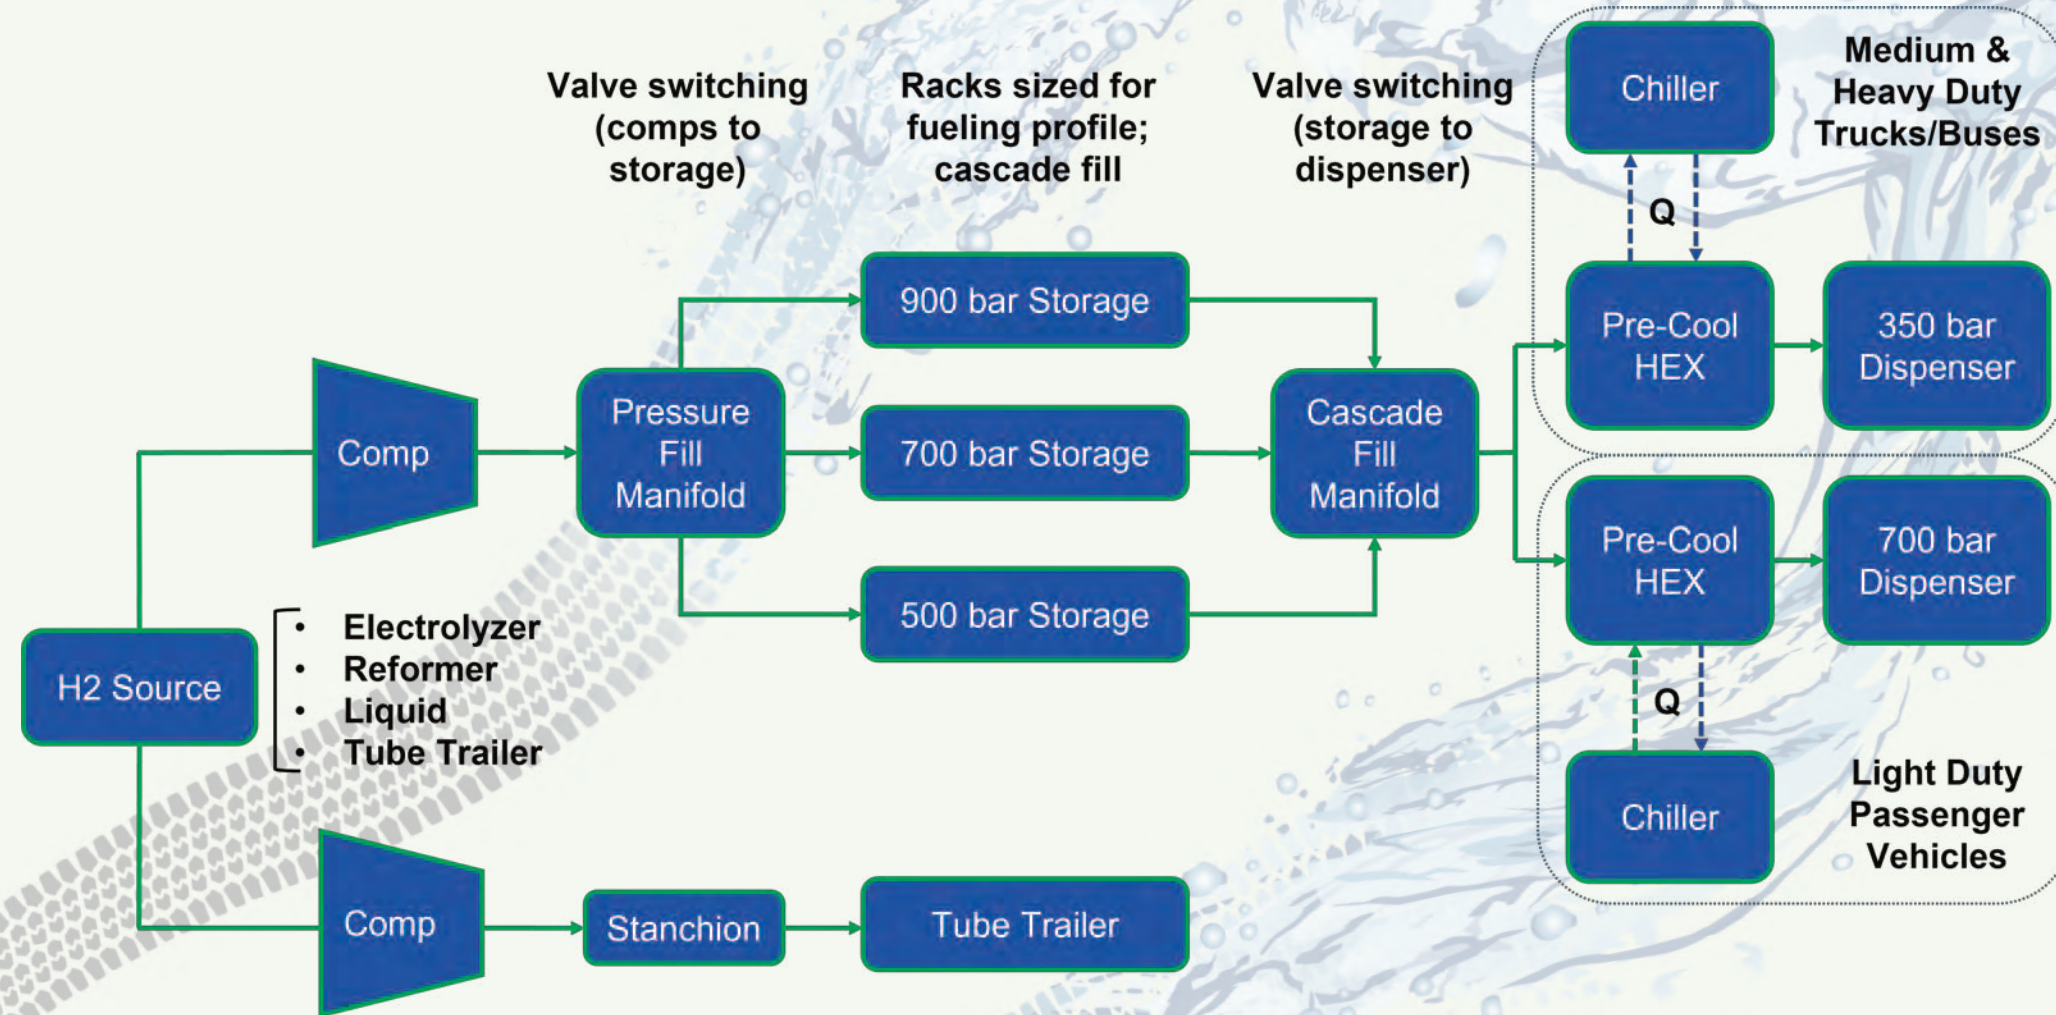 Valve switching
(comps to
storage)
Racks sized for
fueling profile;
cascade fill
Valve switching
(storage to
dispenser)
Chiller
Medium &
Heavy Duty
Trucks/Buses
Q
900 bar Storage
Pre-Cool
HEX
350 bar
Dispenser
Comp
Pressure
Fill
Manifold
700 bar Storage
Cascade
Fill
Manifold
500 bar Storage
Pre-Cool
HEX
700 bar
Dispenser
H2 Source
• Electrolyzer
• Reformer
• Liquid
• Tube Trailer
Q
Chiller
Light Duty
Passenger
Vehicles
Comp
Stanchion
Tube Trailer